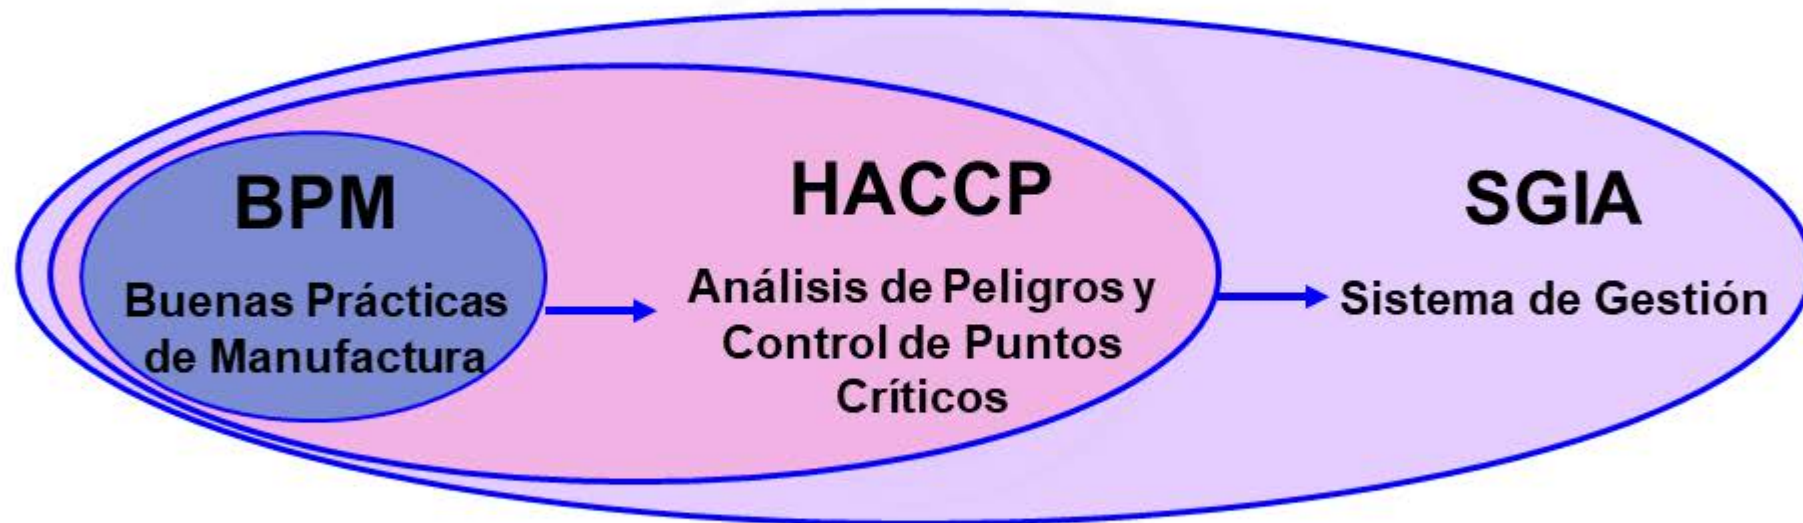 BPM
Buenas Prácticas
de Manufactura
HACCP
Análisis de Peligros y
Control de Puntos
Críticos
SGIA
Sistema de Gestión